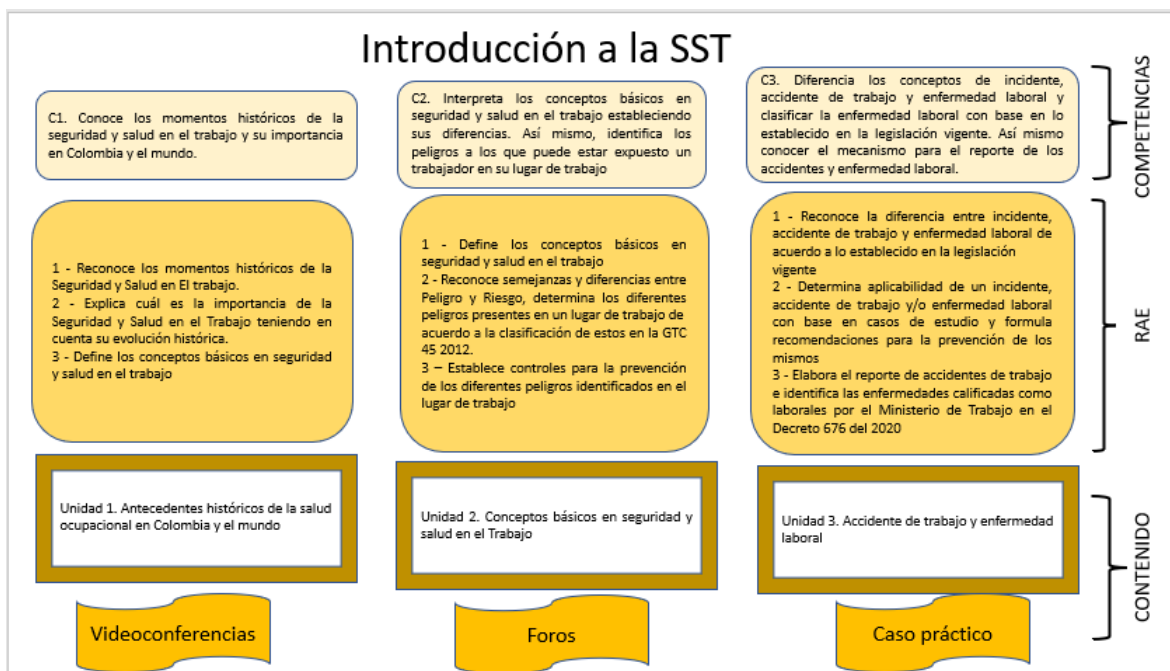 Introducción a la SST
C1. Conoce los momentos históricos de la
seguridad y salud en el trabajo y su importancia
en Colombia y el mundo.
C2. Interpreta los conceptos básicos en
seguridad y salud en el trabajo estableciendo
sus diferencias. Así mismo, identifica los
peligros a los que puede estar expuesto un
trabajador en su lugar de trabajo
C3. Diferencia los conceptos de incidente,
accidente de trabajo y enfermedad laboral y
clasificar la enfermedad laboral con base en lo
establecido en la legislación vigente. Así mismo
conocer el mecanismo para el reporte de los
accidentes y enfermedad laboral.
COMPETENCIAS
1 - Reconoce los momentos históricos de la
Seguridad y Salud en El trabajo.
2 - Explica cuál es la importancia de la
Seguridad y Salud en el Trabajo teniendo en
cuenta su evolución histórica.
3 - Define los conceptos básicos en seguridad
y salud en el trabajo
1 - Define los conceptos básicos en
seguridad y salud en el trabajo
2 - Reconoce semejanzas y diferencias entre
Peligro y Riesgo, determina los diferentes
peligros presentes en un lugar de trabajo de
acuerdo a la clasificación de estos en la GTC
45 2012.
3 – Establece controles para la prevención
de los diferentes peligros identificados en el
lugar de trabajo
1 - Reconoce la diferencia entre incidente,
accidente de trabajo y enfermedad laboral de
acuerdo a lo establecido en la legislación
vigente
2 - Determina aplicabilidad de un incidente,
accidente de trabajo y/o enfermedad laboral
con base en casos de estudio y formula
recomendaciones para la prevención de los
mismos
3 - Elabora el reporte de accidentes de trabajo
e identifica las enfermedades calificadas como
laborales por el Ministerio de Trabajo en el
Decreto 676 del 2020
RAE
Unidad 1. Antecedentes históricos de la salud
ocupacional en Colombia y el mundo
Unidad 2. Conceptos básicos en seguridad y
salud en el Trabajo
Unidad 3. Accidente de trabajo y enfermedad
laboral
CONTENIDO
Videoconferencias
Foros
Caso práctico